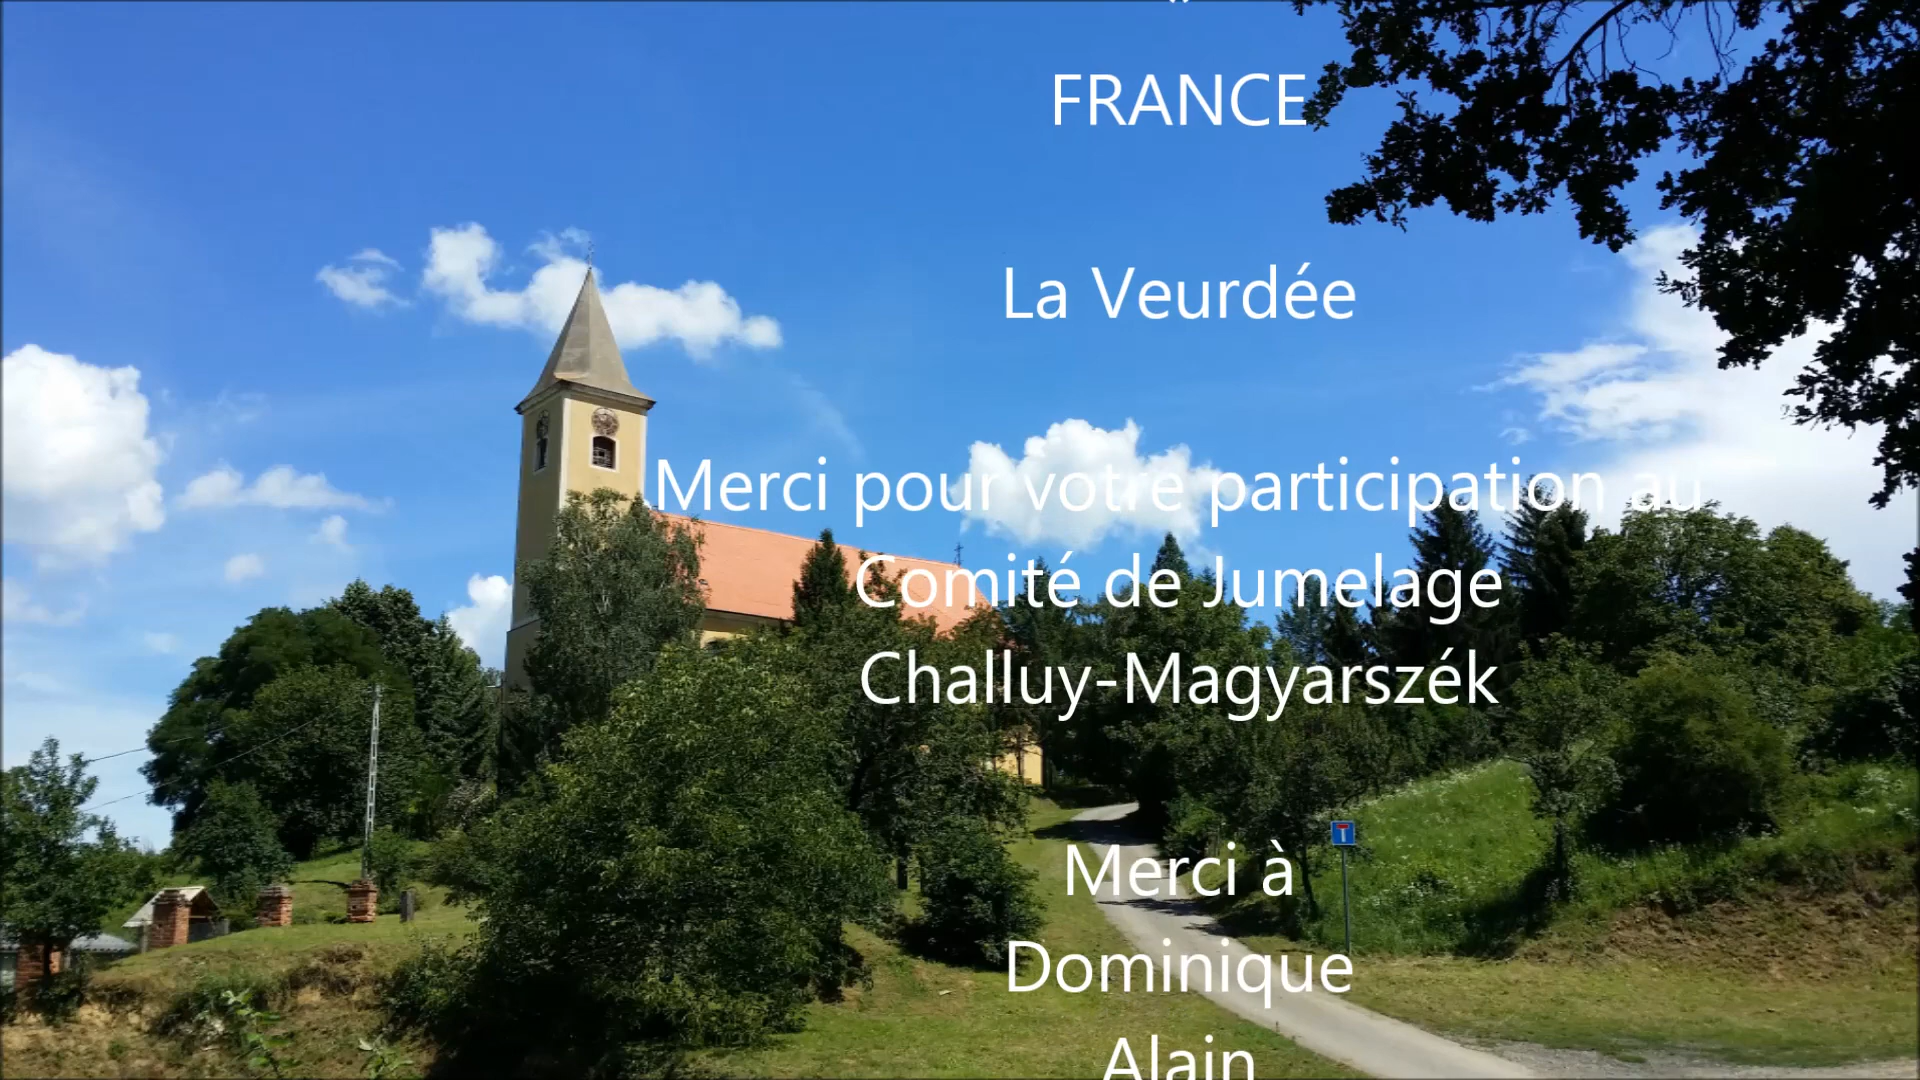 FRANCE
La Veurdée
Merci pour votre participation au
Comité de Jumelage
Challuy-Magyarszék
Merci à
Dominique
Alain